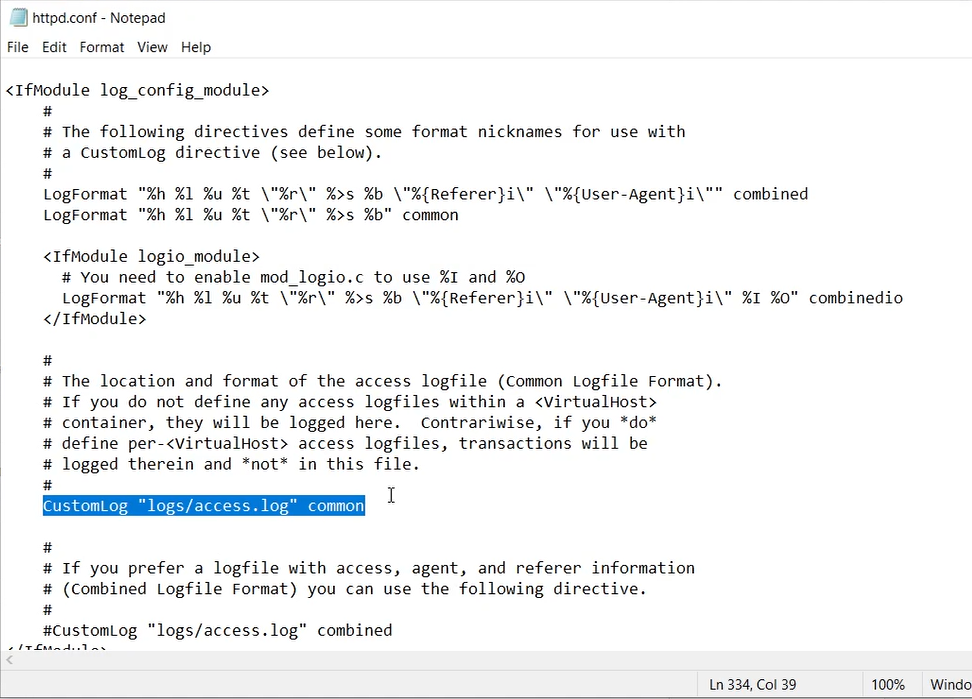 httpd.conf - Notepad
File Edit Format View Help
<IfModule log_config_module>
#
# The following directives define some format nicknames for use with
# a CustomLog directive (see below).
#
LogFormat "%h %l %u %t \"%r\" %>s %b \"%{Referer}i\" \"%{User-Agent}i\"" combined
LogFormat "%h %l %u %t \"%r\" %>s %b" common
<IfModule logio_module>
# You need to enable mod_logio.c to use %I and %O
LogFormat "%h %l %u %t \"%r\" %>s %b \"%{Referer}i\" \"%{User-Agent}i\" %I %O" combinedio
</IfModule>
#
# The location and format of the access logfile (Common Logfile Format).
# If you do not define any access logfiles within a <VirtualHost>
# container, they will be logged here.  Contrariwise, if you *do*
# define per-<VirtualHost> access logfiles, transactions will be
# logged therein and *not* in this file.
#
CustomLog "logs/access.log" common
#
# If you prefer a logfile with access, agent, and referer information
# (Combined Logfile Format) you can use the following directive.
#
#CustomLog "logs/access.log" combined
</IfModule>
Ln 334, Col 39
100%
Windo